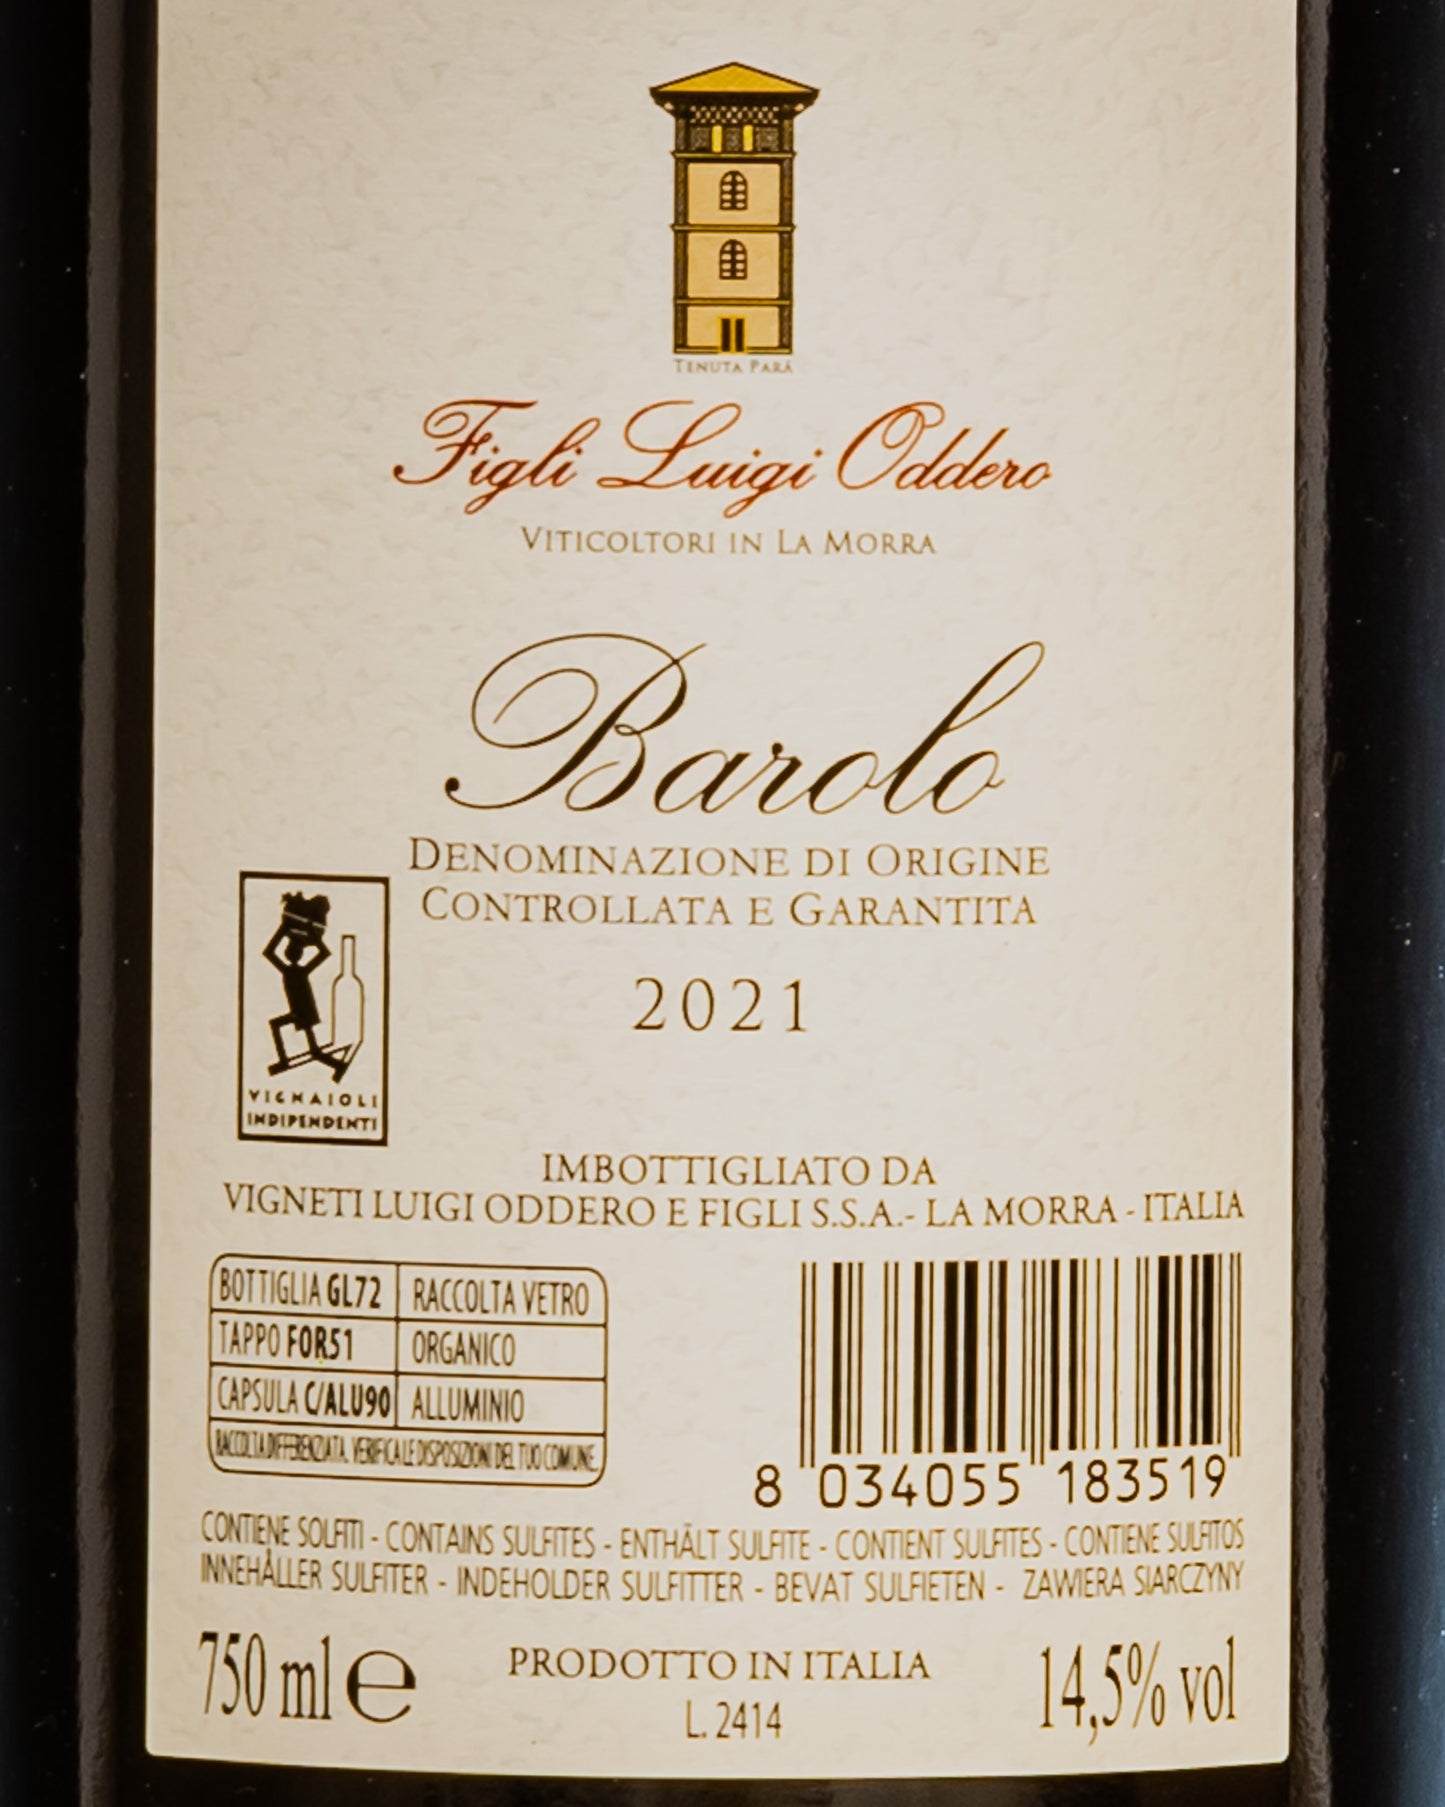 TENUTA PARÀ
Figli Luigi Oddero
VITICOLTORI IN LA MORRA
Barolo
DENOMINAZIONE DI ORIGINE
CONTROLLATA E GARANTITA
2021
VIGNAIOLI
INDIPENDENTI
IMBOTTIGLIATO DA
VIGNETI LUIGI ODDERO E FIGLI S.S.A.- LA MORRA - ITALIA
BOTTIGLIA GL72 RACCOLTA VETRO
TAPPO FOR51 ORGANICO
CAPSULA C/ALU90 ALLUMINIO
RACCOLTA DIFFERENZIATA. VERIFICA LE DISPOSIZIONI DEL TUO COMUNE.
8 034055 183519
CONTIENE SOLFITI - CONTAINS SULFITES - ENTHÄLT SULFITE - CONTIENT SULFITES - CONTIENE SULFITOS
INNEHÅLLER SULFITER - INDEHOLDER SULFITTER - BEVAT SULFIETEN - ZAWIERA SIARCZYNY
750 ml e PRODOTTO IN ITALIA 14,5% vol
L. 2414